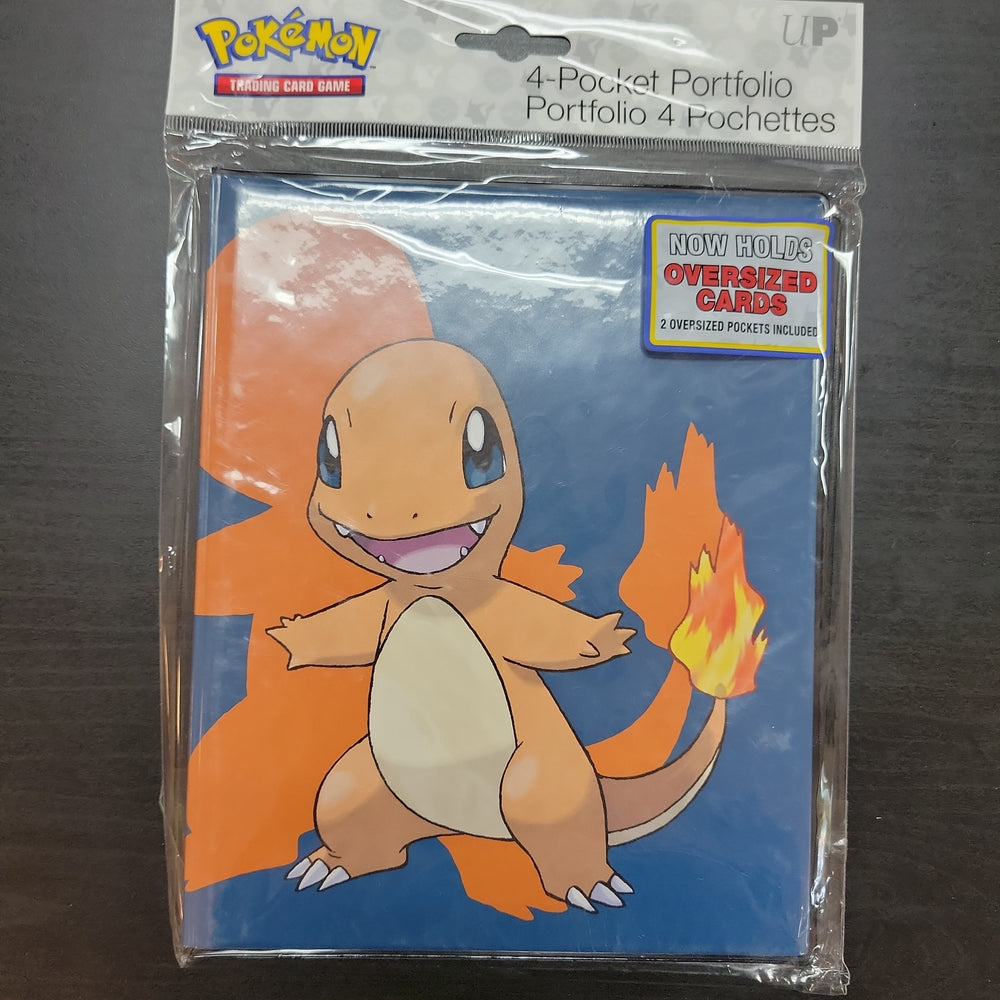 POKéMON
TRADING CARD GAME
UP
4-Pocket Portfolio
Portfolio 4 Pochettes
NOW HOLDS
OVERSIZED
CARDS
2 OVERSIZED POCKETS INCLUDED